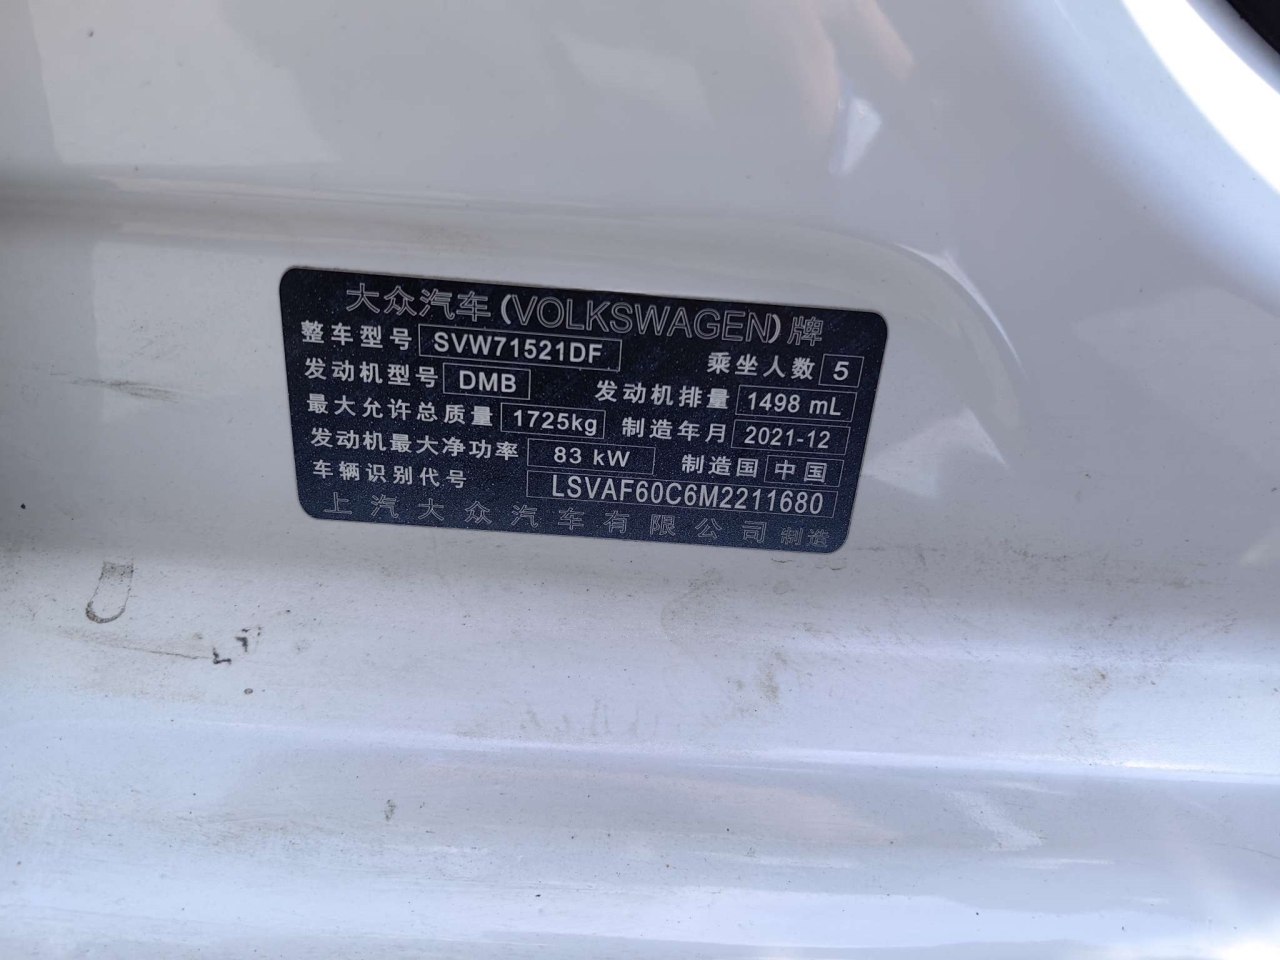 大众汽车(VOLKSWAGEN)牌
整车型号 SVW71521DF 乘坐人数 5
发动机型号 DMB 发动机排量 1498 mL
最大允许总质量 1725kg 制造年月 2021-12
发动机最大净功率 83 kW 制造国 中国
车辆识别代号 LSVAF60C6M2211680
上汽大众汽车有限公司 制造